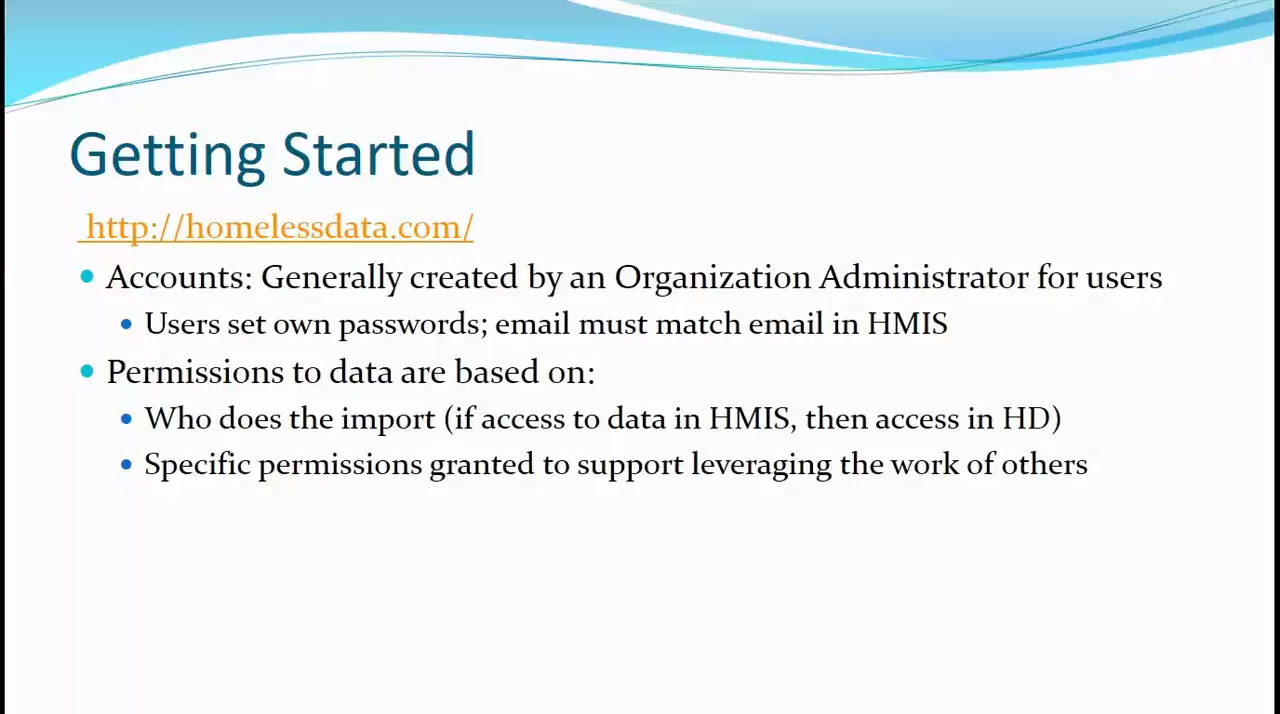 Getting Started
http://homelessdata.com/
• Accounts: Generally created by an Organization Administrator for users
• Users set own passwords; email must match email in HMIS
• Permissions to data are based on:
• Who does the import (if access to data in HMIS, then access in HD)
• Specific permissions granted to support leveraging the work of others